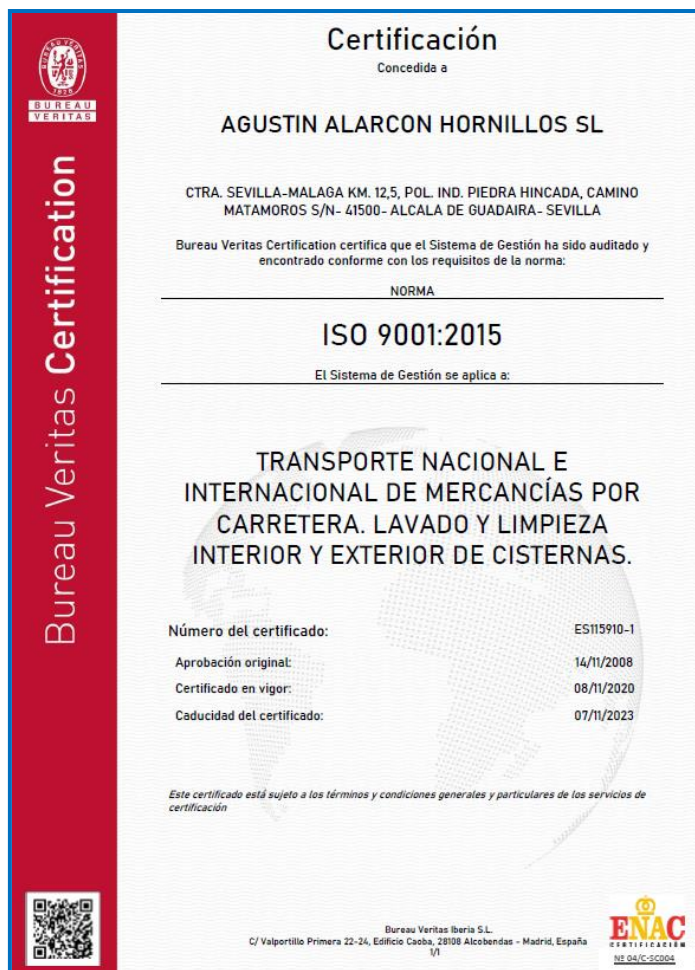 BUREAU VERITAS
1828
BUREAU
VERITAS
Bureau Veritas Certification
Certificación
Concedida a
AGUSTIN ALARCON HORNILLOS SL
CTRA. SEVILLA-MALAGA KM. 12,5, POL. IND. PIEDRA HINCADA, CAMINO
MATAMOROS S/N- 41500- ALCALA DE GUADAIRA- SEVILLA
Bureau Veritas Certification certifica que el Sistema de Gestión ha sido auditado y
encontrado conforme con los requisitos de la norma:
NORMA
ISO 9001:2015
El Sistema de Gestión se aplica a:
TRANSPORTE NACIONAL E
INTERNACIONAL DE MERCANCÍAS POR
CARRETERA. LAVADO Y LIMPIEZA
INTERIOR Y EXTERIOR DE CISTERNAS.
Número del certificado: ES115910-1
Aprobación original: 14/11/2008
Certificado en vigor: 08/11/2020
Caducidad del certificado: 07/11/2023
Este certificado está sujeto a los términos y condiciones generales y particulares de los servicios de
certificación
Bureau Veritas Iberia S.L.
C/ Valportillo Primera 22-24, Edificio Caoba, 28108 Alcobendas - Madrid, España
1/1
ENAC
CERTIFICACIÓN
Nº 04/C-SC004